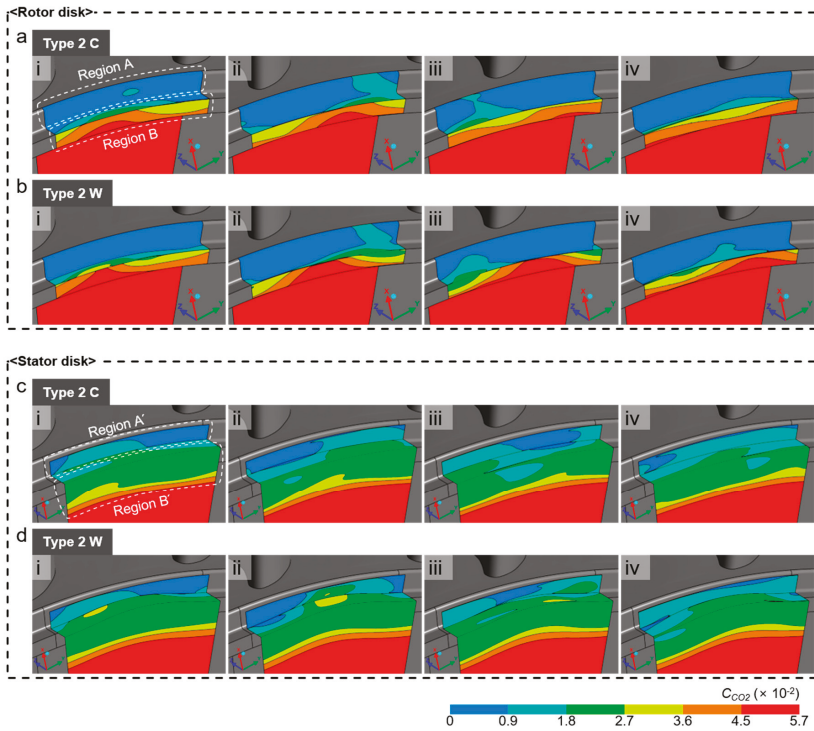 <Rotor disk>
a Type 2 C
i ii iii iv
Region A
Region B
b Type 2 W
i ii iii iv
<Stator disk>
c Type 2 C
i ii iii iv
Region A′
Region B′
d Type 2 W
i ii iii iv
C_CO2 (× 10⁻²)
0 0.9 1.8 2.7 3.6 4.5 5.7